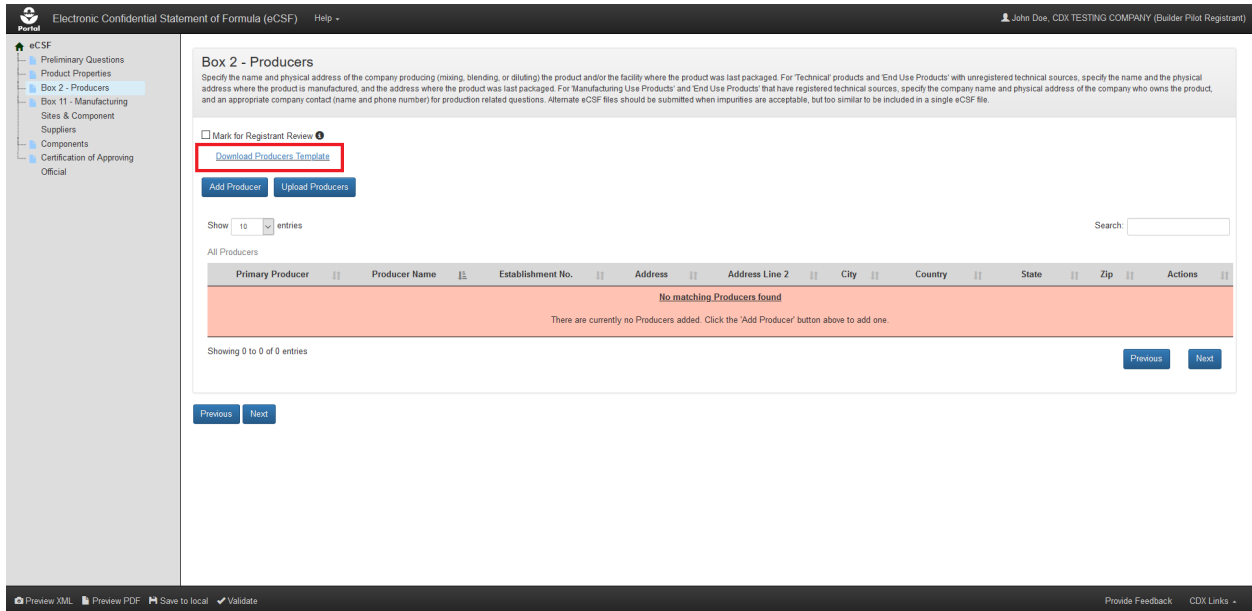 Portal
Electronic Confidential Statement of Formula (eCSF)
Help
John Doe, CDX TESTING COMPANY (Builder Pilot Registrant)
eCSF
Preliminary Questions
Product Properties
Box 2 - Producers
Box 11 - Manufacturing
Sites & Component
Suppliers
Components
Certification of Approving
Official
Box 2 - Producers
Specify the name and physical address of the company producing (mixing, blending, or diluting) the product and/or the facility where the product was last packaged. For 'Technical' products and 'End Use Products' with unregistered technical sources, specify the name and the physical
address where the product is manufactured, and the address where the product was last packaged. For 'Manufacturing Use Products' and 'End Use Products' that have registered technical sources, specify the company name and physical address of the company who owns the product,
and an appropriate company contact (name and phone number) for production related questions. Alternate eCSF files should be submitted when impurities are acceptable, but too similar to be included in a single eCSF file.
Mark for Registrant Review
Download Producers Template
Add Producer
Upload Producers
Show 10 entries
Search:
All Producers
Primary Producer Producer Name Establishment No. Address Address Line 2 City Country State Zip Actions
No matching Producers found
There are currently no Producers added. Click the 'Add Producer' button above to add one.
Showing 0 to 0 of 0 entries
Previous Next
Previous Next
Preview XML Preview PDF Save to local Validate
Provide Feedback CDX Links